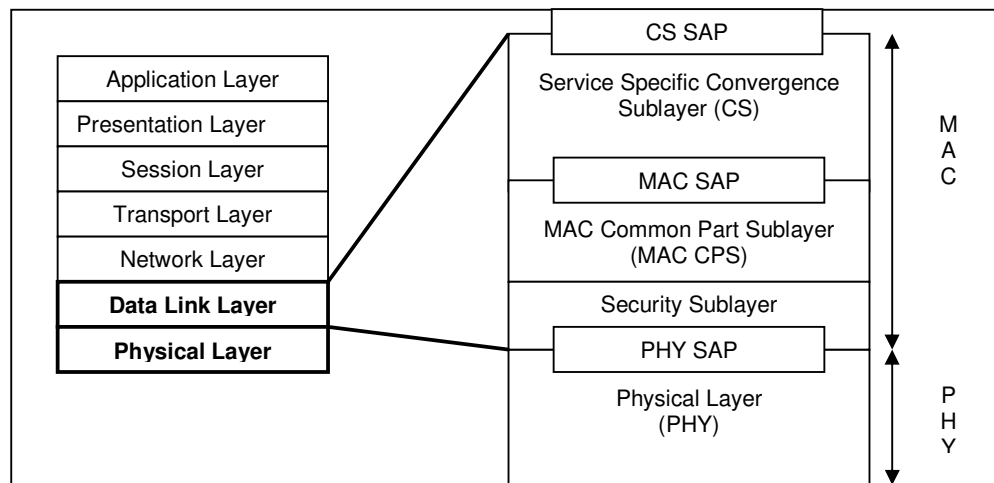 Application Layer
Presentation Layer
Session Layer
Transport Layer
Network Layer
Data Link Layer
Physical Layer
CS SAP
Service Specific Convergence
Sublayer (CS)
MAC SAP
MAC Common Part Sublayer
(MAC CPS)
Security Sublayer
PHY SAP
Physical Layer
(PHY)
M
A
C
P
H
Y